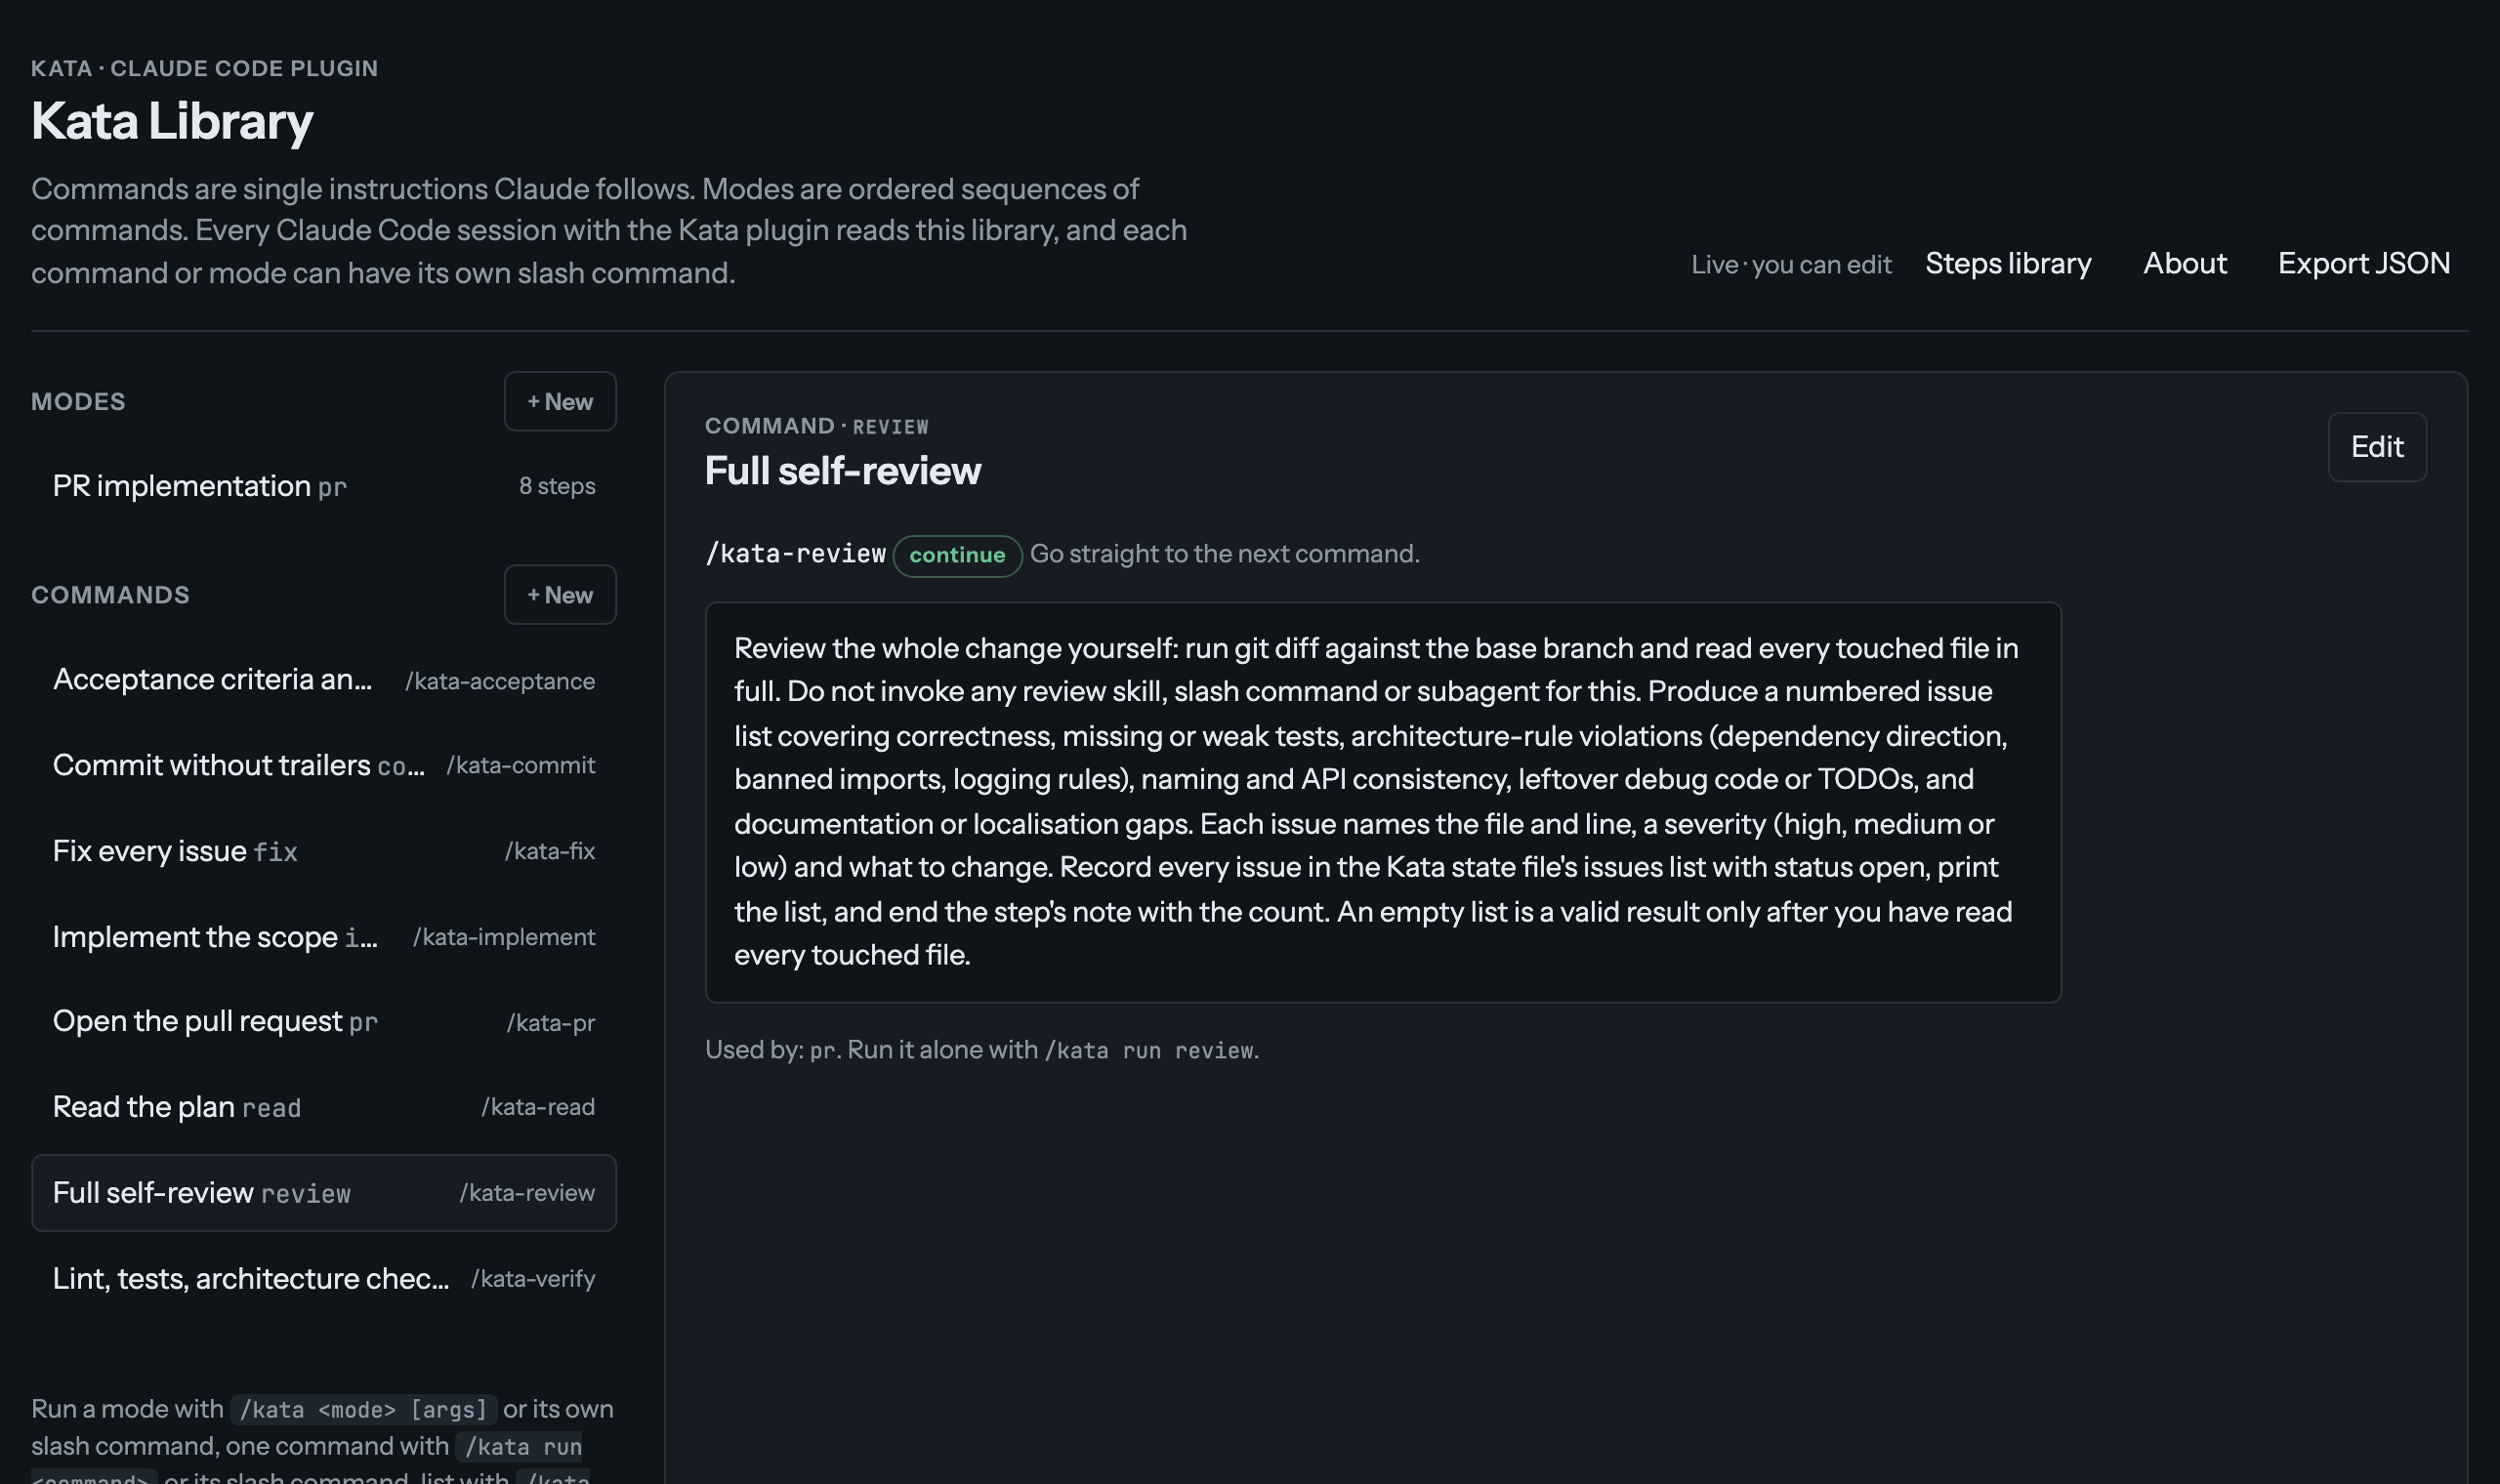 KATA · CLAUDE CODE PLUGIN
Kata Library
Commands are single instructions Claude follows. Modes are ordered sequences of
commands. Every Claude Code session with the Kata plugin reads this library, and each
command or mode can have its own slash command.
Live · you can edit Steps library About Export JSON
MODES + New
PR implementation pr 8 steps
COMMANDS + New
Acceptance criteria an... /kata-acceptance
Commit without trailers co... /kata-commit
Fix every issue fix /kata-fix
Implement the scope i... /kata-implement
Open the pull request pr /kata-pr
Read the plan read /kata-read
Full self-review review /kata-review
Lint, tests, architecture chec... /kata-verify
Run a mode with /kata <mode> [args] or its own
slash command, one command with /kata run
<command> or its slash command, list with /kata
COMMAND · REVIEW
Full self-review
Edit
/kata-review continue Go straight to the next command.
Review the whole change yourself: run git diff against the base branch and read every touched file in
full. Do not invoke any review skill, slash command or subagent for this. Produce a numbered issue
list covering correctness, missing or weak tests, architecture-rule violations (dependency direction,
banned imports, logging rules), naming and API consistency, leftover debug code or TODOs, and
documentation or localisation gaps. Each issue names the file and line, a severity (high, medium or
low) and what to change. Record every issue in the Kata state file's issues list with status open, print
the list, and end the step's note with the count. An empty list is a valid result only after you have read
every touched file.
Used by: pr. Run it alone with /kata run review.